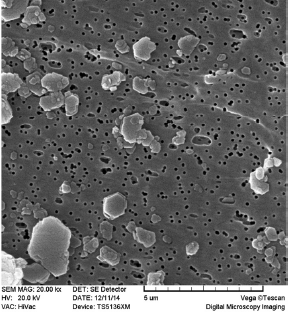 SEM MAG: 20.00 kx DET: SE Detector
HV: 20.0 kV DATE: 12/11/14 5 um Vega ©Tescan
VAC: HiVac Device: TS5136XM Digital Microscopy Imaging